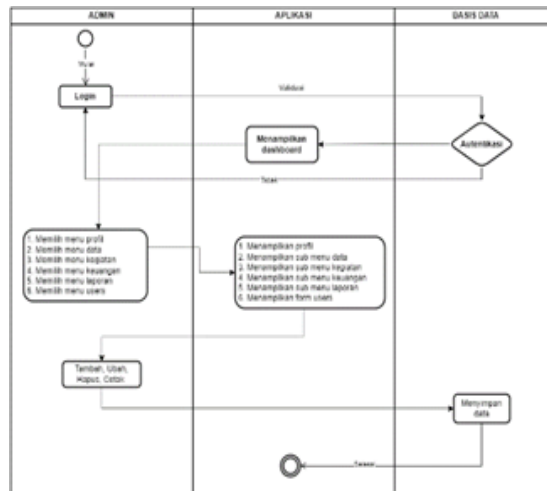 ADMIN
APLIKASI
BASIS DATA
Mulai
Login
Validasi
Menampilkan
dashboard
Autentikasi
1. Memilih menu profil
2. Memilih menu data
3. Memilih menu kegiatan
4. Memilih menu keuangan
5. Memilih menu laporan
6. Memilih menu users
1. Menampilkan profil
2. Menampilkan sub menu data
3. Menampilkan sub menu kegiatan
4. Menampilkan sub menu keuangan
5. Menampilkan sub menu laporan
6. Menampilkan form users
Tambah, Ubah,
Hapus, Cetak
Menyimpan
data
Selesai